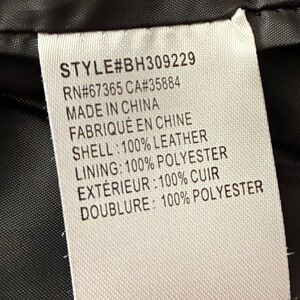 STYLE#BH309229
RN#67365 CA#35884
MADE IN CHINA
FABRIQUÉ EN CHINE
SHELL:100% LEATHER
LINING:100% POLYESTER
EXTÉRIEUR :100% CUIR
DOUBLURE: 100% POLYESTER